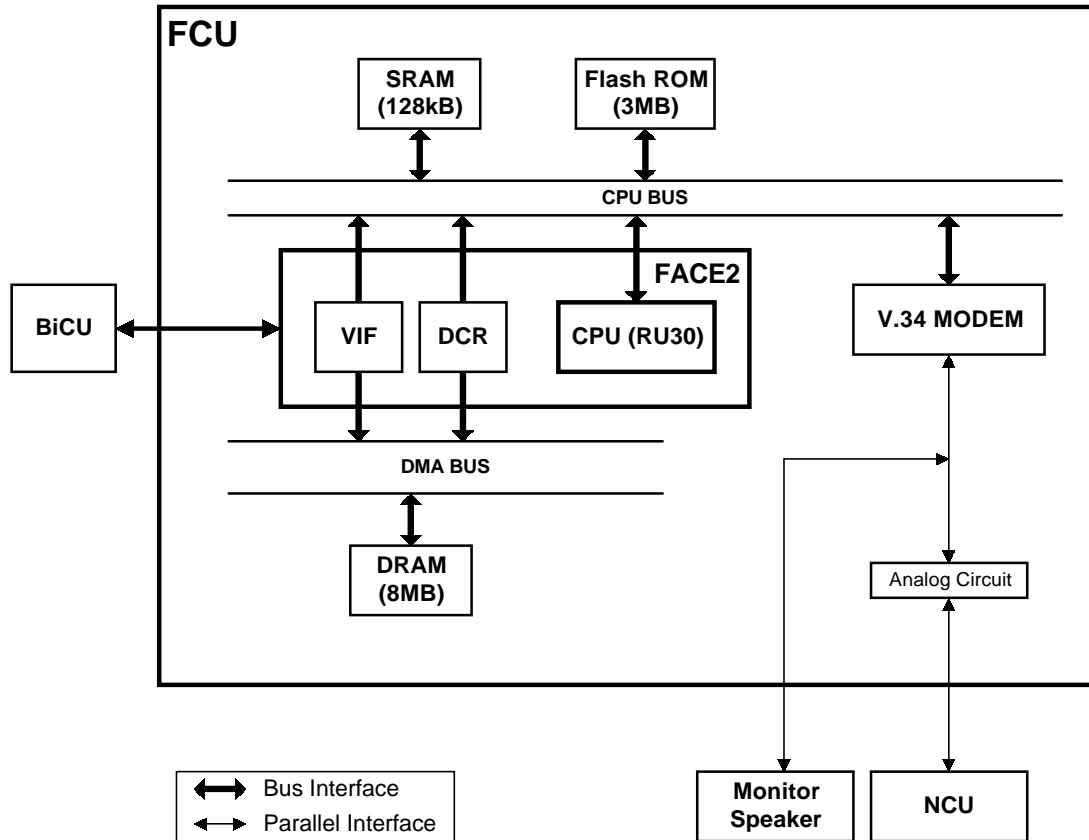 FCU
SRAM
(128kB)
Flash ROM
(3MB)
CPU BUS
FACE2
BiCU
VIF
DCR
CPU (RU30)
V.34 MODEM
DMA BUS
DRAM
(8MB)
Analog Circuit
Bus Interface
Parallel Interface
Monitor
Speaker
NCU